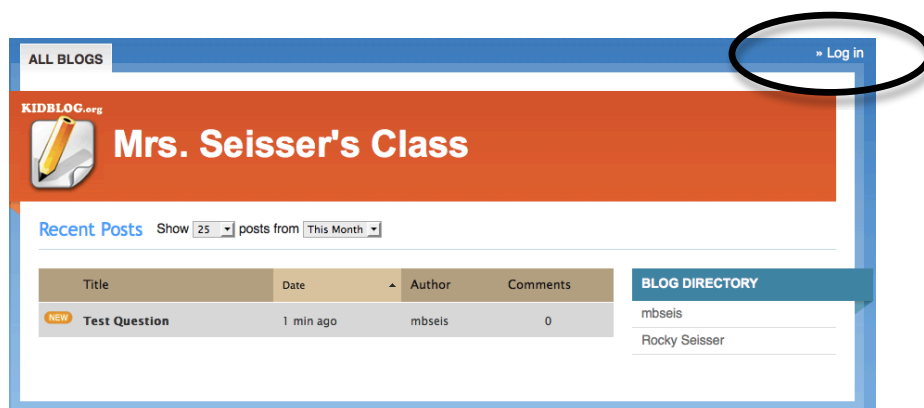 ALL BLOGS
» Log in
KIDBLOG.org
Mrs. Seisser's Class
Recent Posts Show 25 posts from This Month
Title Date Author Comments
NEW Test Question 1 min ago mbseis 0
BLOG DIRECTORY
mbseis
Rocky Seisser